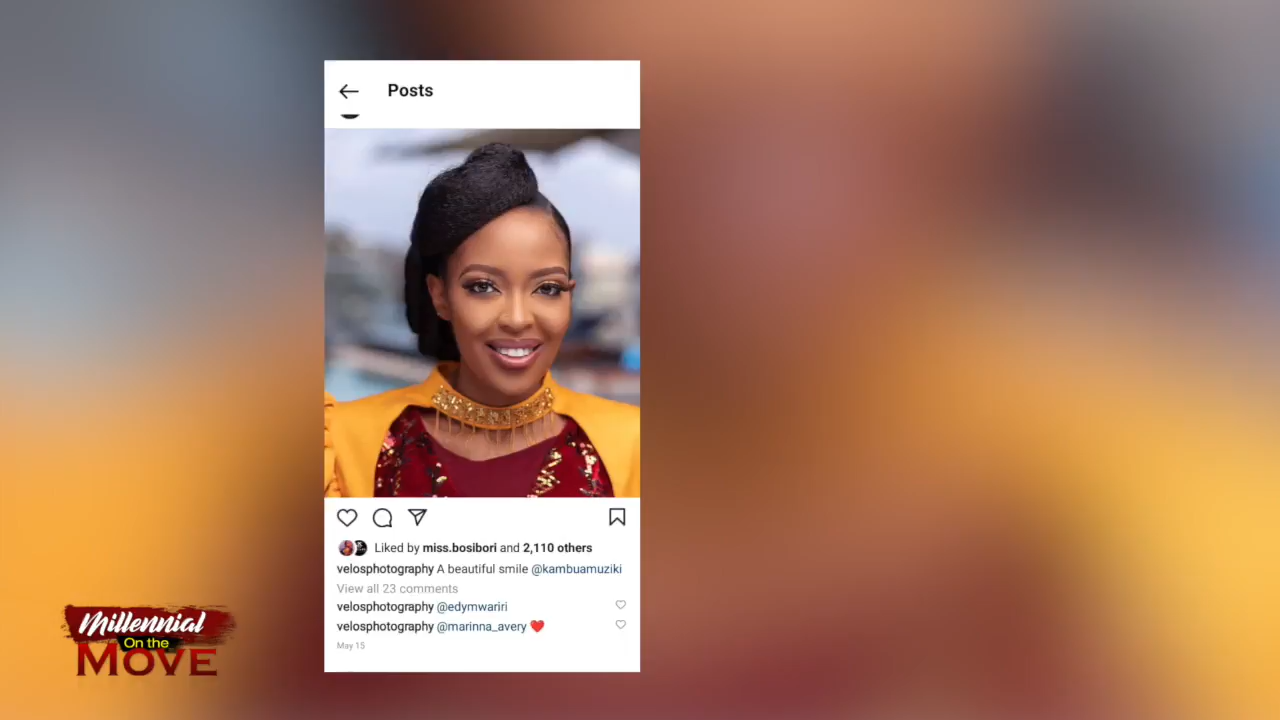 Posts
Liked by miss.bosibori and 2,110 others
velosphotography A beautiful smile @kambuamuziki
View all 23 comments
velosphotography @edymwariri
velosphotography @marinna_avery ❤️
May 15
Millennial
On the
MOVE